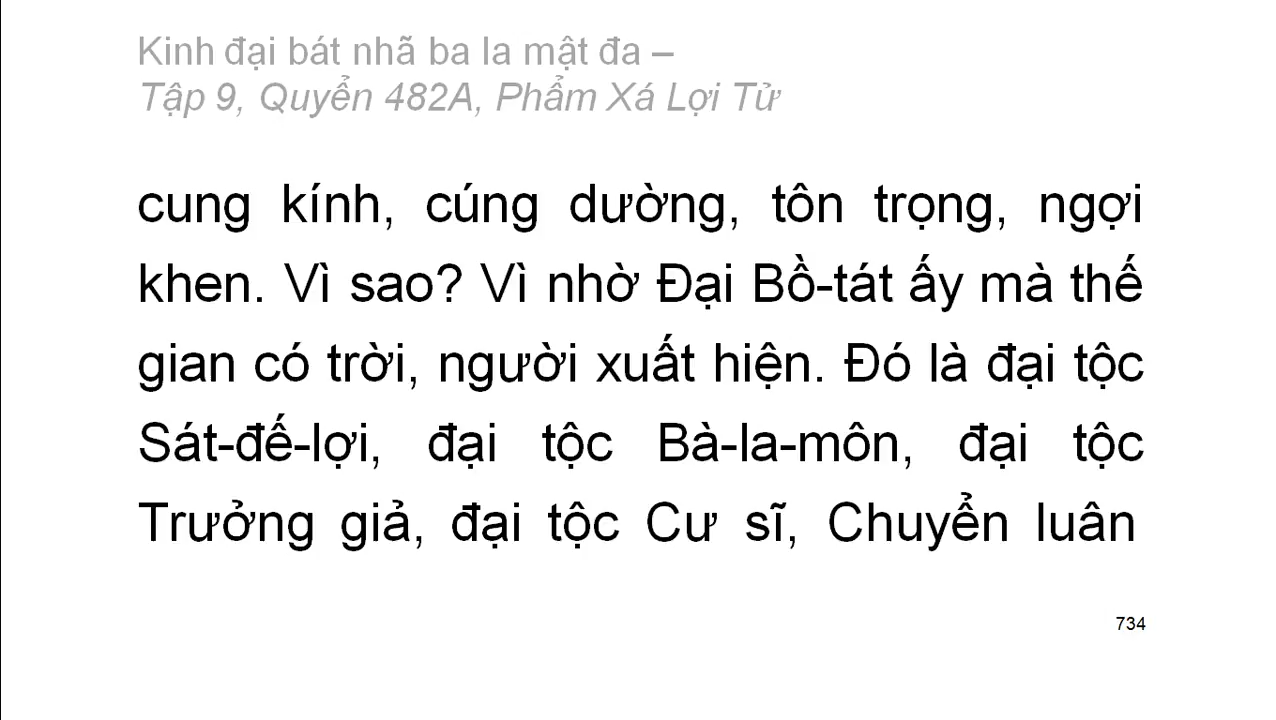 Kinh đại bát nhã ba la mật đa –
Tập 9, Quyển 482A, Phẩm Xá Lợi Tử
cung kính, cúng dường, tôn trọng, ngợi
khen. Vì sao? Vì nhờ Đại Bồ-tát ấy mà thế
gian có trời, người xuất hiện. Đó là đại tộc
Sát-đế-lợi, đại tộc Bà-la-môn, đại tộc
Trưởng giả, đại tộc Cư sĩ, Chuyển luân
734